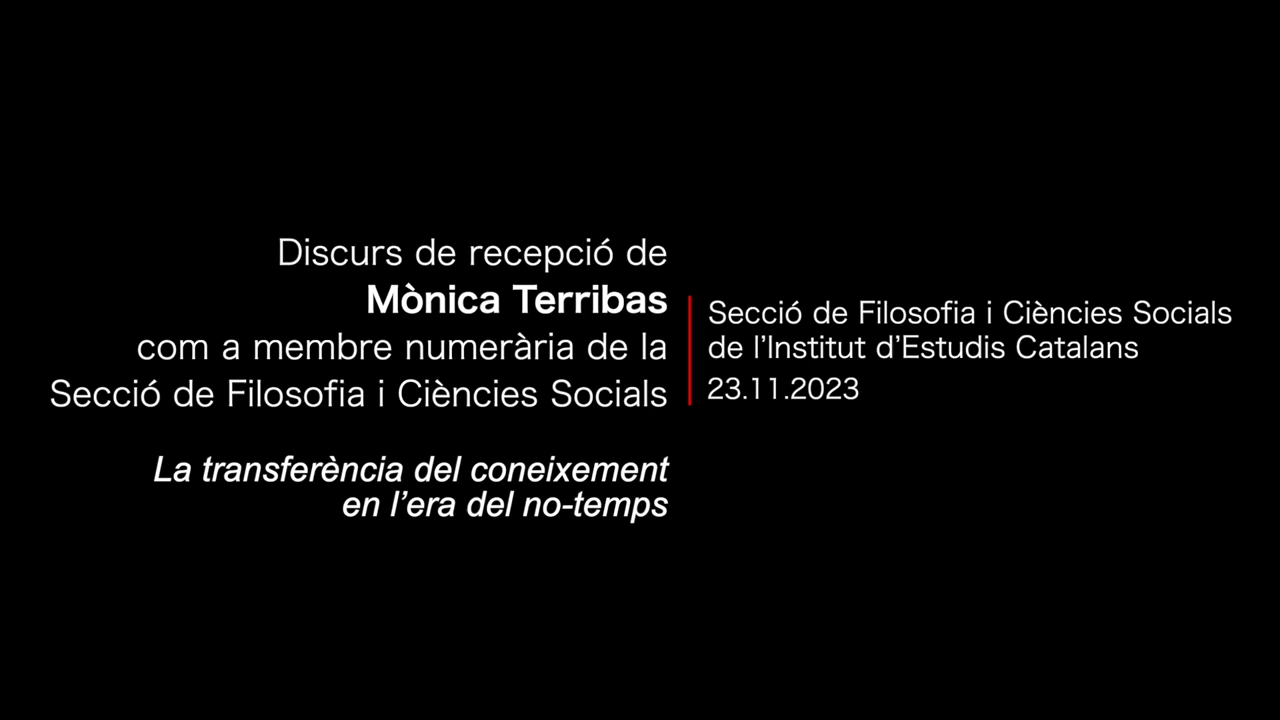 Discurs de recepció de
Mònica Terribas
com a membre numerària de la
Secció de Filosofia i Ciències Socials
La transferència del coneixement
en l’era del no-temps
Secció de Filosofia i Ciències Socials
de l’Institut d’Estudis Catalans
23.11.2023